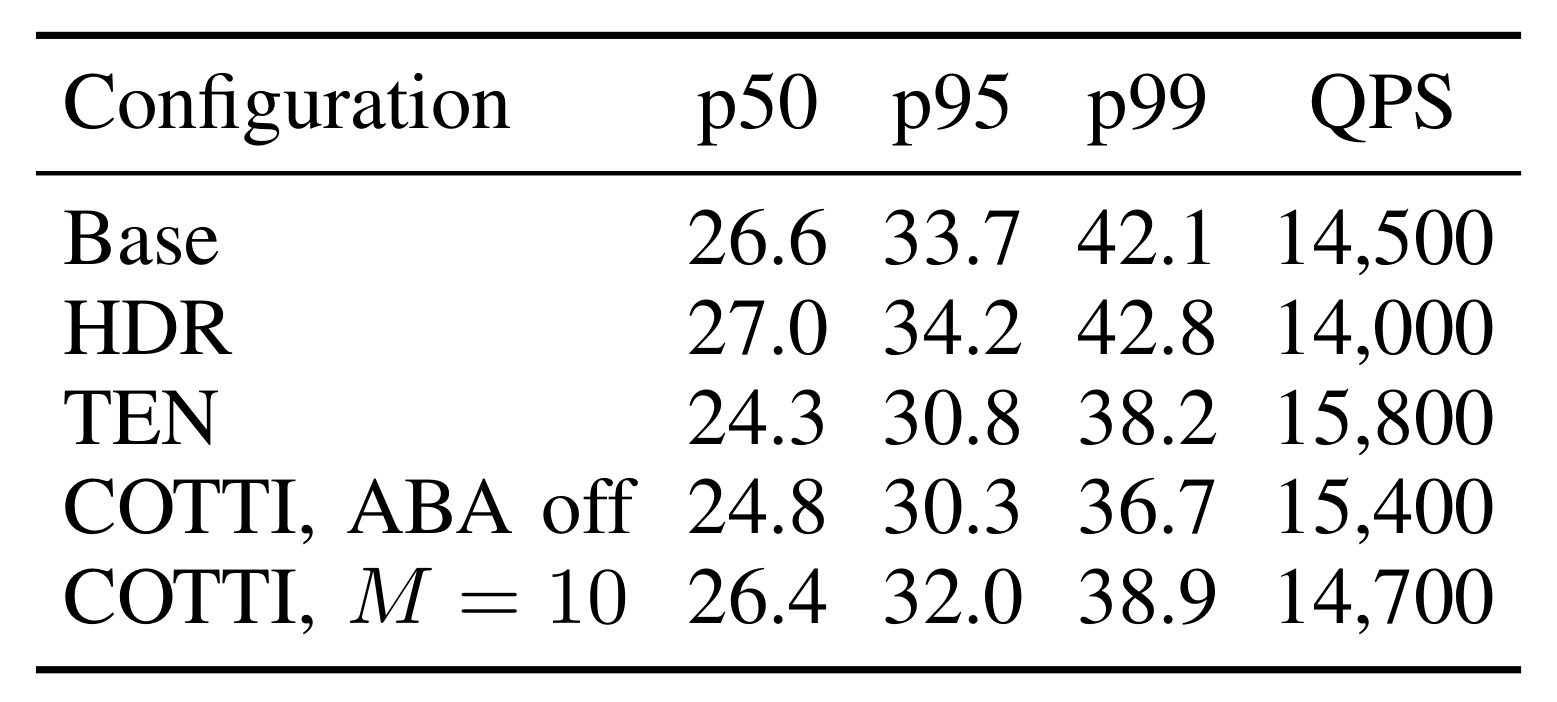 Configuration p50 p95 p99 QPS
Base 26.6 33.7 42.1 14,500
HDR 27.0 34.2 42.8 14,000
TEN 24.3 30.8 38.2 15,800
COTTI, ABA off 24.8 30.3 36.7 15,400
COTTI, M = 10 26.4 32.0 38.9 14,700